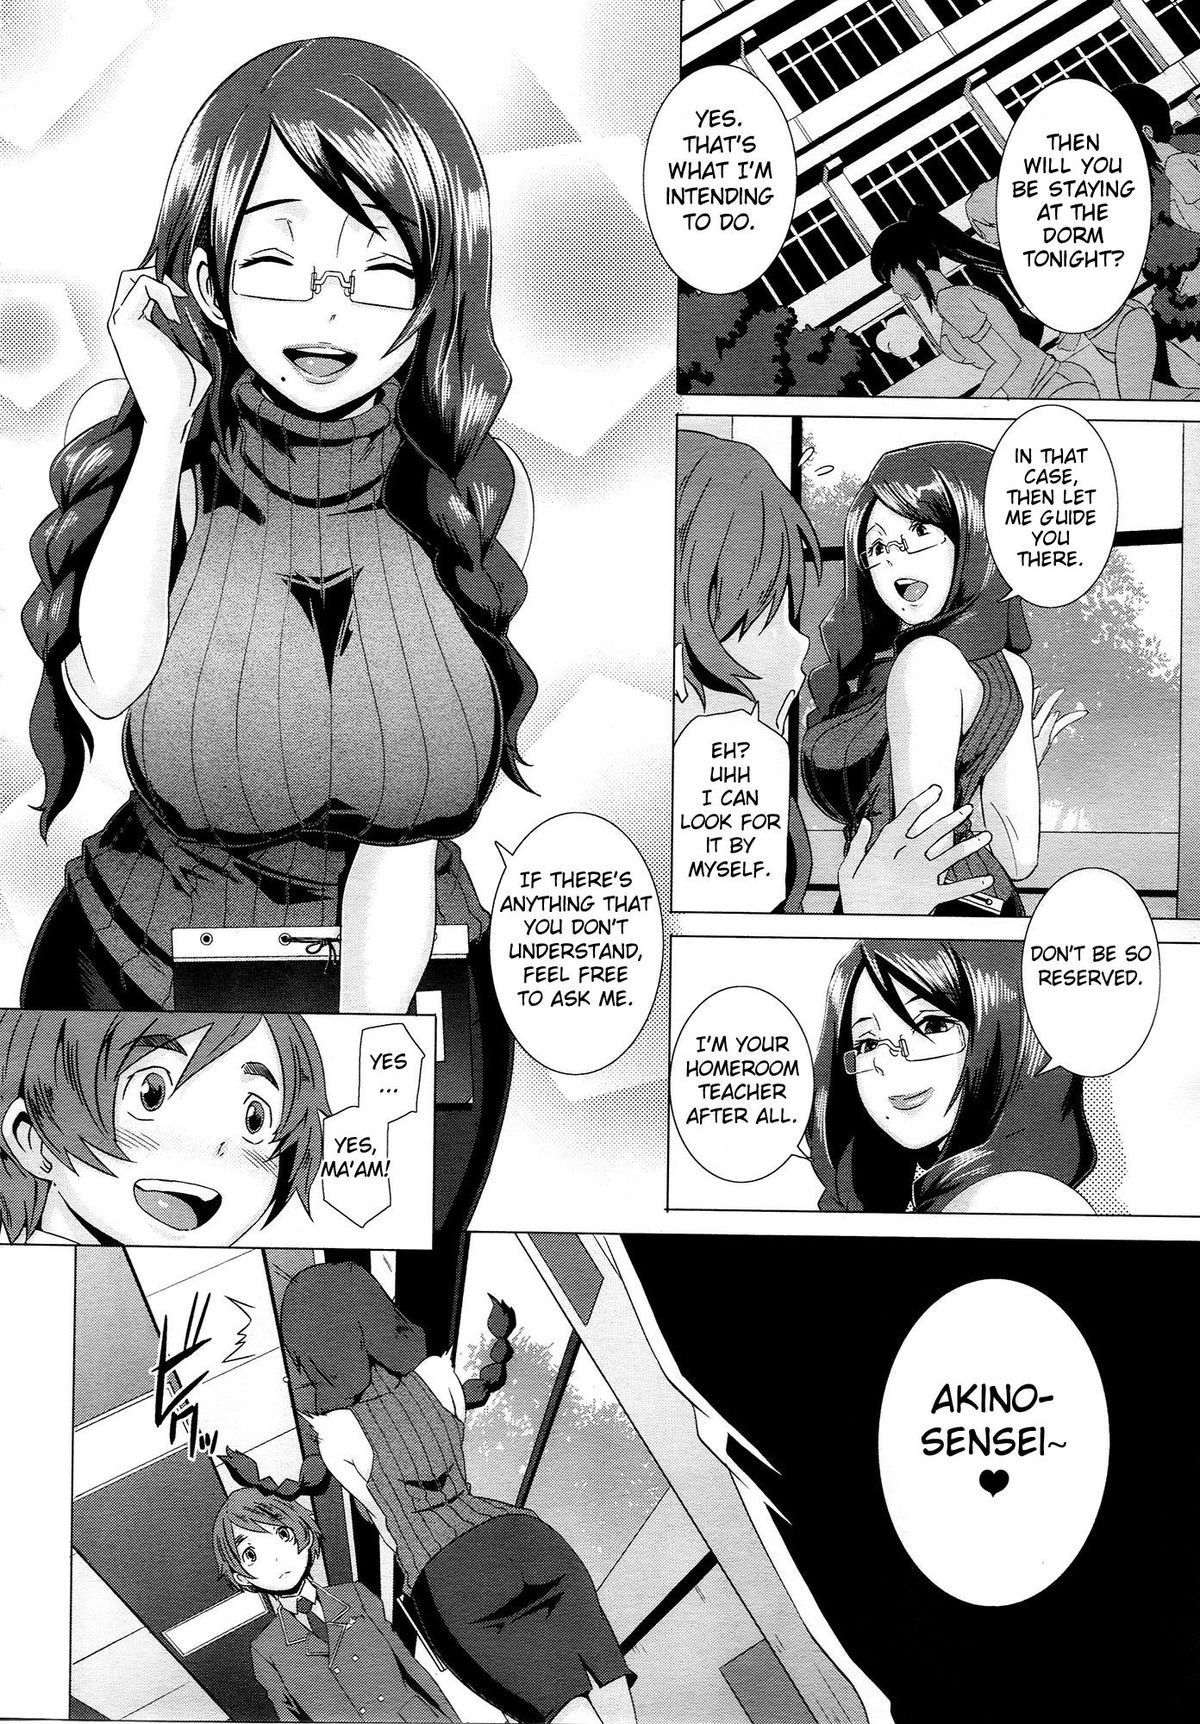 THEN
WILL YOU
BE STAYING
AT THE
DORM
TONIGHT?
YES.
THAT'S
WHAT I'M
INTENDING
TO DO.
IN THAT
CASE,
THEN LET
ME GUIDE
YOU
THERE.
EH?
UHH
I CAN
LOOK FOR
IT BY
MYSELF.
DON'T BE SO
RESERVED.
I'M YOUR
HOMEROOM
TEACHER
AFTER ALL.
IF THERE'S
ANYTHING THAT
YOU DON'T
UNDERSTAND,
FEEL FREE
TO ASK ME.
YES
...
YES,
MA'AM!
AKINO-
SENSEI~
♥
ビクッ